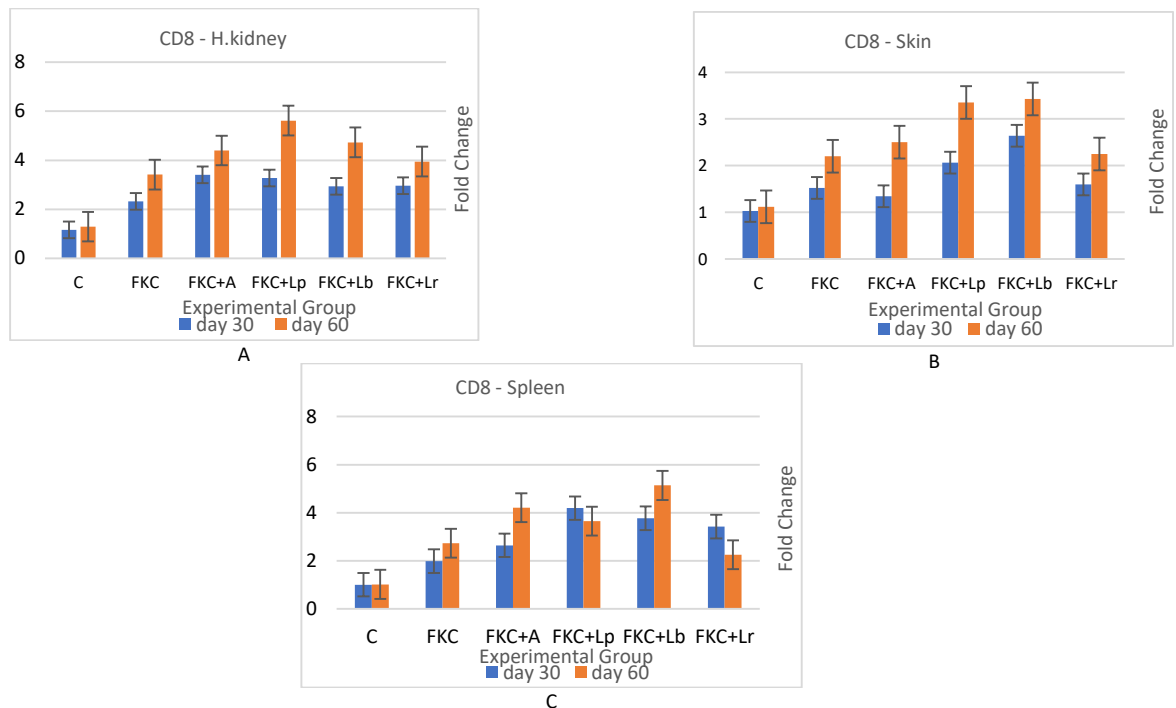 CD8 - H.kidney
8
6
4
2
0
Fold Change
C FKC FKC+A FKC+Lp FKC+Lb FKC+Lr
Experimental Group
day 30 day 60
A
CD8 - Skin
4
3
2
1
0
Fold Change
C FKC FKC+A FKC+Lp FKC+Lb FKC+Lr
Experimental Group
day 30 day 60
B
CD8 - Spleen
8
6
4
2
0
Fold Change
C FKC FKC+A FKC+Lp FKC+Lb FKC+Lr
Experimental Group
day 30 day 60
C